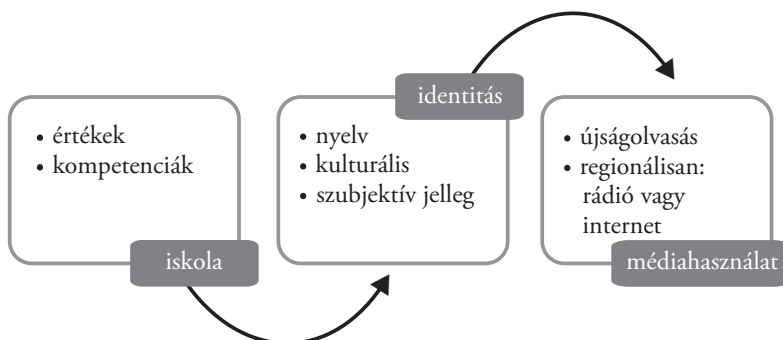 • értékek
• kompetenciák
iskola
identitás
• nyelv
• kulturális
• szubjektív jelleg
• újságolvasás
• regionálisan:
rádió vagy
internet
médiahasználat